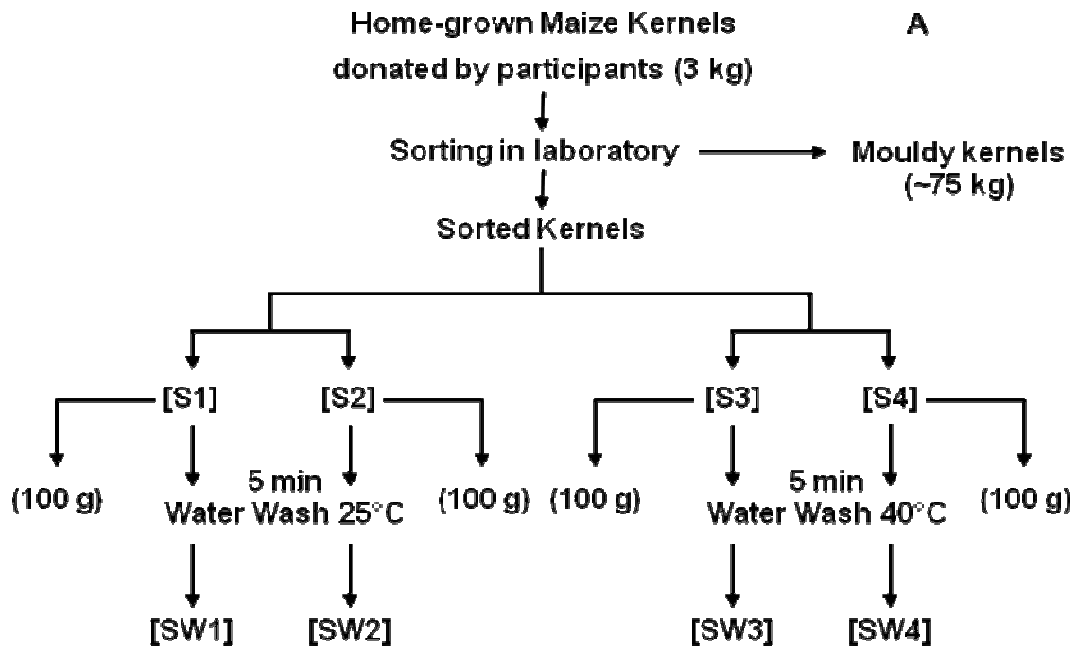 Home-grown Maize Kernels A
donated by participants (3 kg)
Sorting in laboratory Mouldy kernels
(~75 kg)
Sorted Kernels
[S1] [S2] [S3] [S4]
5 min 5 min
(100 g) (100 g) (100 g) (100 g)
Water Wash 25°C Water Wash 40°C
[SW1] [SW2] [SW3] [SW4]